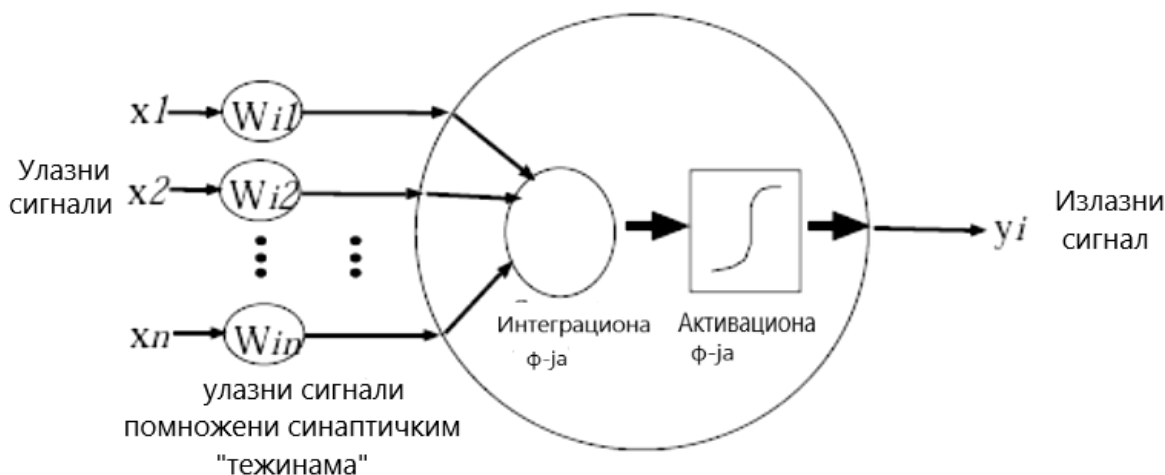 x1
Wi1
Улазни
сигнали
x2
Wi2
xn
Win
улазни сигнали
помножени синаптичким
"тежинама"
Интеграциона
ф-ја
Активациона
ф-ја
yi
Излазни
сигнал